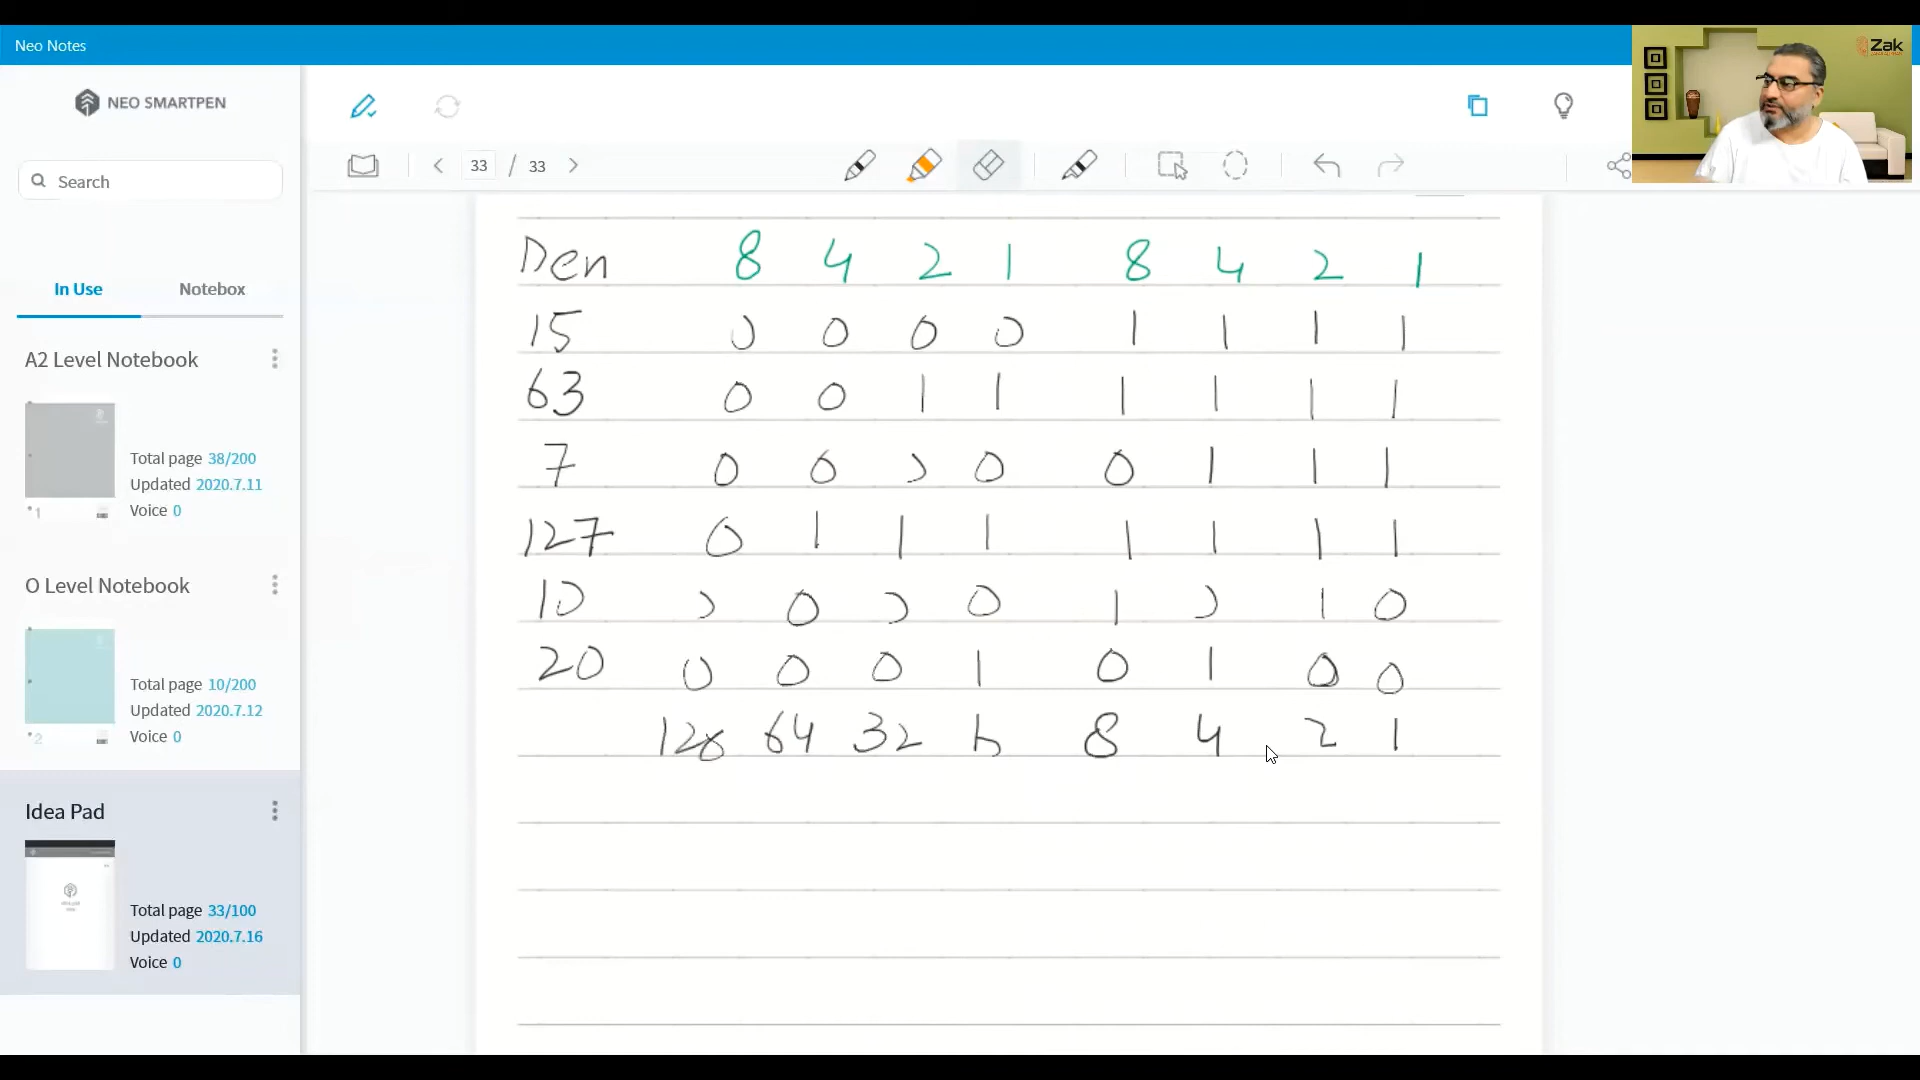 Neo Notes
Zak
NEO SMARTPEN
33 / 33
Search
In Use Notebox
A2 Level Notebook
Total page 38/200
Updated 2020.7.11
Voice 0
1
O Level Notebook
Total page 10/200
Updated 2020.7.12
Voice 0
2
Idea Pad
Total page 33/100
Updated 2020.7.16
Voice 0
Den 8 4 2 1 8 4 2 1
15 0 0 0 0 1 1 1 1
63 0 0 1 1 1 1 1 1
7 0 0 0 0 0 1 1 1
127 0 1 1 1 1 1 1 1
10 0 0 0 0 1 0 1 0
20 0 0 0 1 0 1 0 0
128 64 32 16 8 4 2 1